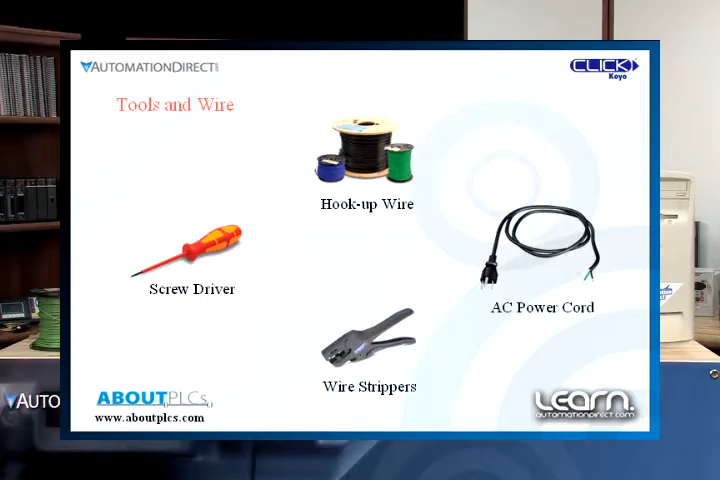 AUTOMATIONDIRECT
CLICK
Koyo
Tools and Wire
Hook-up Wire
Screw Driver
AC Power Cord
Wire Strippers
ABOUTPLCs
www.aboutplcs.com
LEARN.
automationdirect.com
AUTO